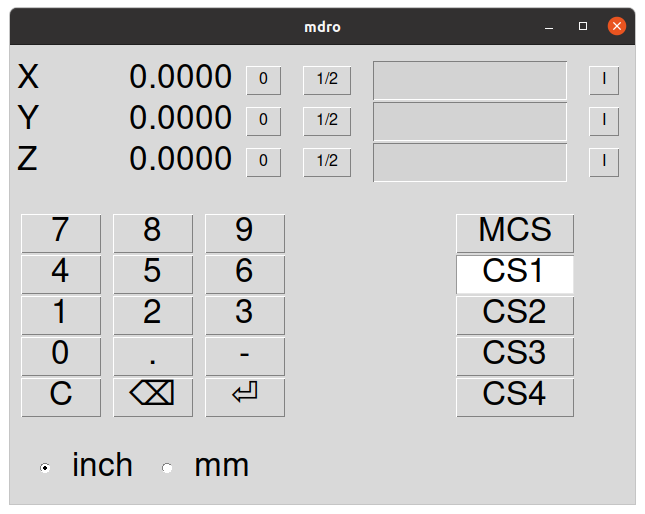 mdro
X 0.0000 0 1/2 I
Y 0.0000 0 1/2 I
Z 0.0000 0 1/2 I
7 8 9 MCS
4 5 6 CS1
1 2 3 CS2
0 . - CS3
C ⌫ ⏎ CS4
inch mm